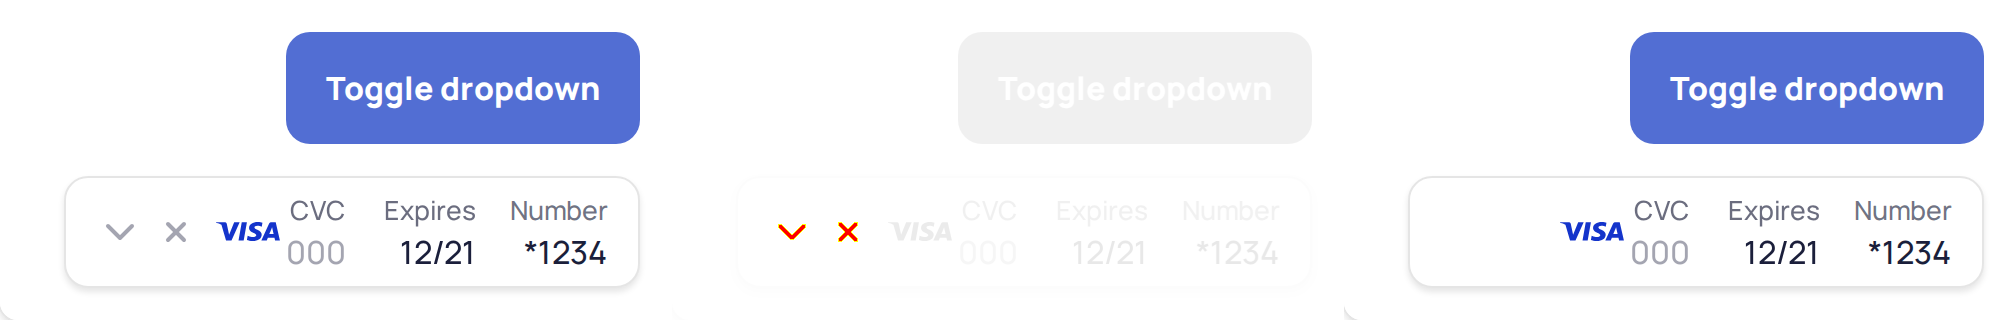 Toggle dropdown
VISA
CVC Expires Number
000 12/21 *1234
Toggle dropdown
VISA
CVC Expires Number
000 12/21 *1234
Toggle dropdown
VISA
CVC Expires Number
000 12/21 *1234